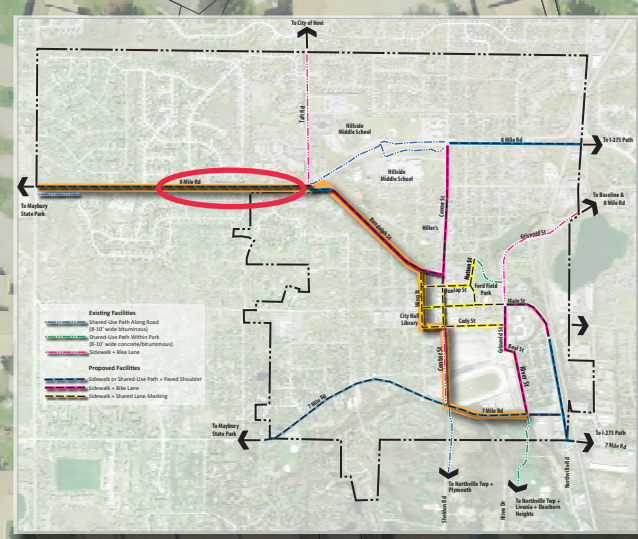 To City of Novi
Taft Rd
Hillside
Middle School
8 Mile Rd
To I-275 Path
8 Mile Rd
Hillside
Middle School
To Maybury
State Park
To Baseline &
8 Mile Rd
Center St
Griswold St
Hiller's
Randolph St
Hutton St
Ford Field
Park
Dunlap St
Wing St
Main St
City Hall
Library
Cady St
Griswold St
Beal St
Center St
Existing Facilities
Shared-Use Path Along Road
(8-10' wide bituminous)
Shared-Use Path Within Park
(8-10' wide concrete/bituminous)
Sidewalk + Bike Lane
Proposed Facilities
Sidewalk or Shared-Use Path + Paved Shoulder
Sidewalk + Bike Lane
Sidewalk + Shared Lane Marking
7 Mile Rd
7 Mile Rd
To Maybury
State Park
To I-275 Path
7 Mile Rd
Northville Rd
Sheldon Rd
To Northville Twp +
Plymouth
Hines Dr
To Northville Twp +
Livonia + Dearborn
Heights